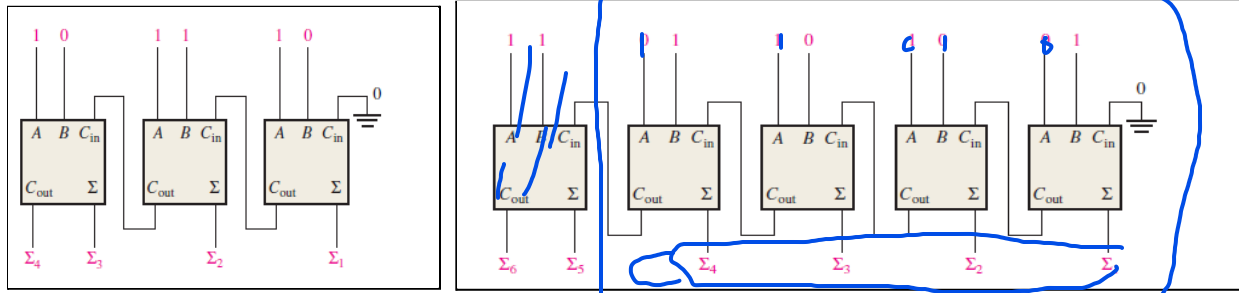 1 0 1 1 1 0
0
A B Cin A B Cin A B Cin
Cout Σ Cout Σ Cout Σ
Σ4 Σ3 Σ2 Σ1
1 1 1 1 1 0 1 1
0
A B Cin A B Cin A B Cin A B Cin A B Cin
Cout Σ Cout Σ Cout Σ Cout Σ Cout Σ
Σ6 Σ5 Σ4 Σ3 Σ2 Σ